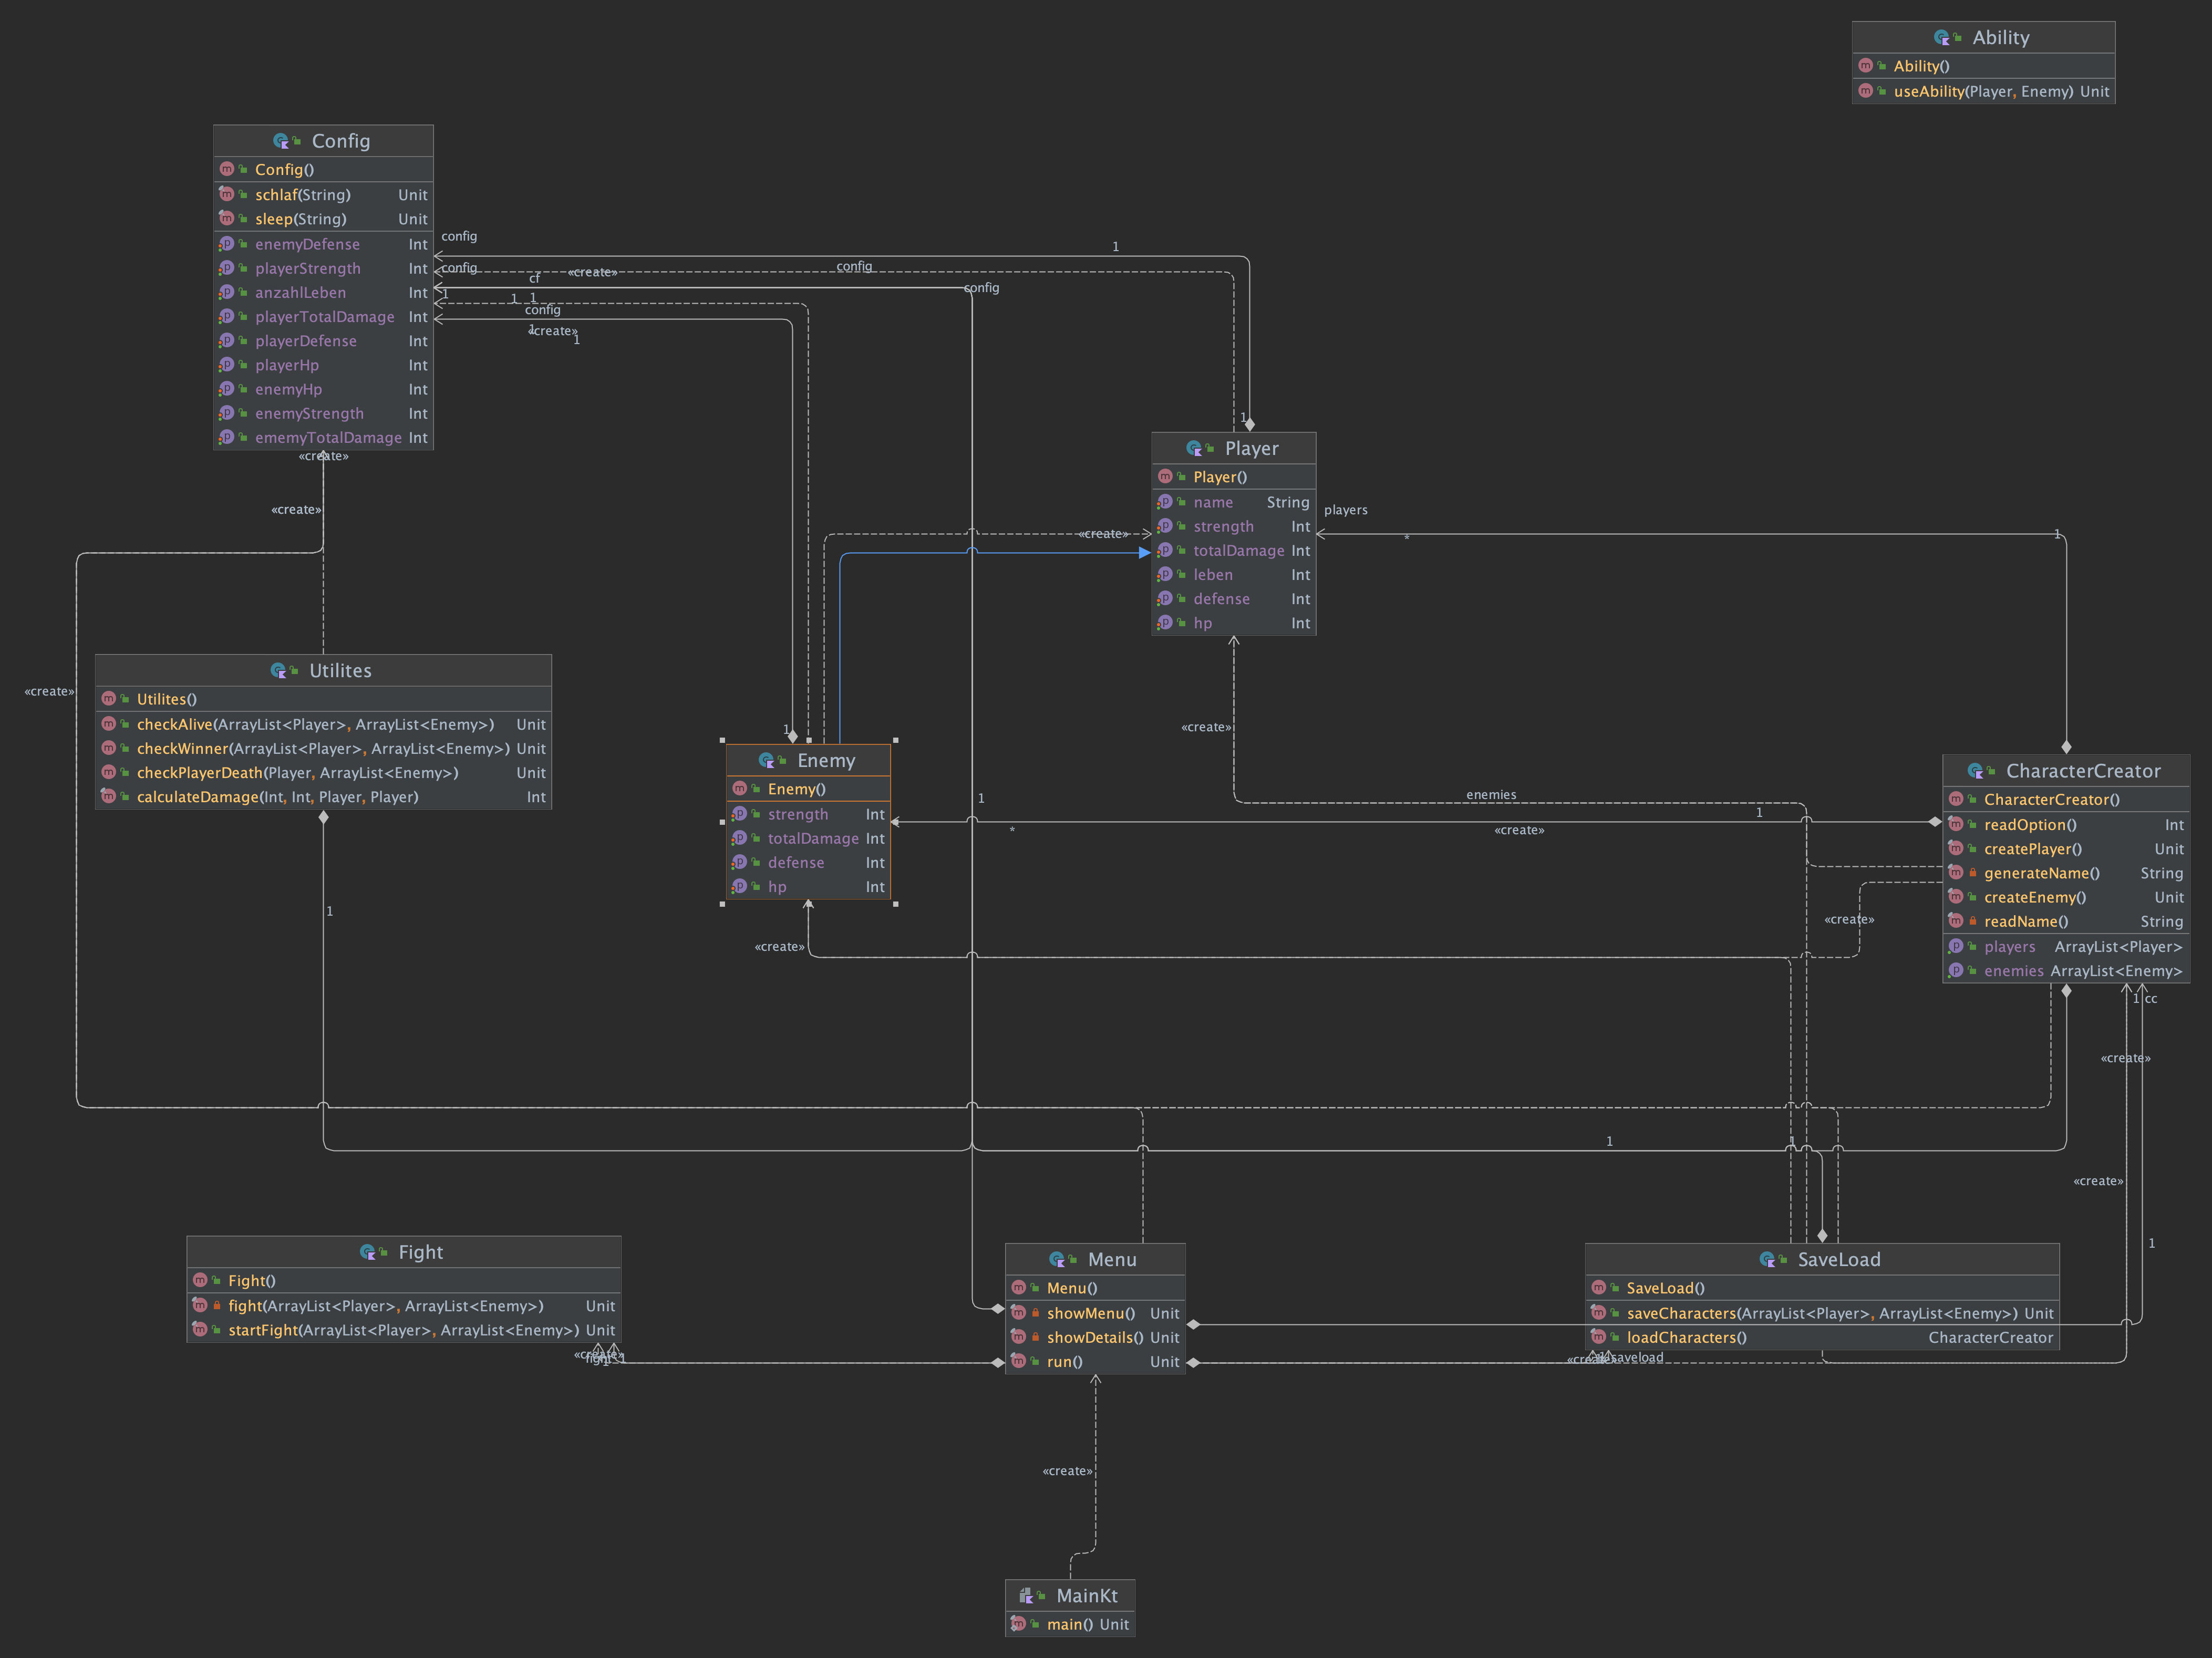 Ability
Ability()
useAbility(Player, Enemy) Unit
Config
Config()
schlaf(String) Unit
sleep(String) Unit
enemyDefense Int
playerStrength Int
anzahlLeben Int
playerTotalDamage Int
playerDefense Int
playerHp Int
enemyHp Int
enemyStrength Int
ememyTotalDamage Int
config
1
config
«create»
config
cf
config
1
1
1
config
«create»
1
1
«create»
«create»
«create»
1
Player
Player()
name String
strength Int
totalDamage Int
leben Int
defense Int
hp Int
players
*
1
«create»
«create»
Utilites
Utilites()
checkAlive(ArrayList<Player>, ArrayList<Enemy>) Unit
checkWinner(ArrayList<Player>, ArrayList<Enemy>) Unit
checkPlayerDeath(Player, ArrayList<Enemy>) Unit
calculateDamage(Int, Int, Player, Player) Int
1
1
Enemy
Enemy()
strength Int
totalDamage Int
defense Int
hp Int
1
*
enemies
«create»
1
CharacterCreator
CharacterCreator()
readOption() Int
createPlayer() Unit
generateName() String
createEnemy() Unit
readName() String
players ArrayList<Player>
enemies ArrayList<Enemy>
«create»
«create»
1 cc
«create»
1
1
«create»
1
Fight
Fight()
fight(ArrayList<Player>, ArrayList<Enemy>) Unit
startFight(ArrayList<Player>, ArrayList<Enemy>) Unit
«create»
fight
1
1
Menu
Menu()
showMenu() Unit
showDetails() Unit
run() Unit
SaveLoad
SaveLoad()
saveCharacters(ArrayList<Player>, ArrayList<Enemy>) Unit
loadCharacters() CharacterCreator
«create»
saveload
«create»
MainKt
main() Unit